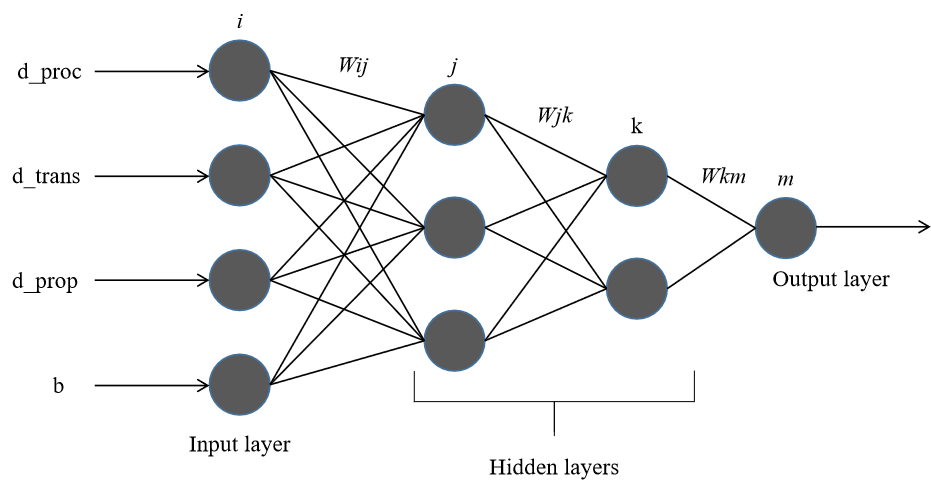 i
d_proc
Wij
j
Wjk
k
d_trans
Wkm
m
d_prop
Output layer
b
Input layer
Hidden layers